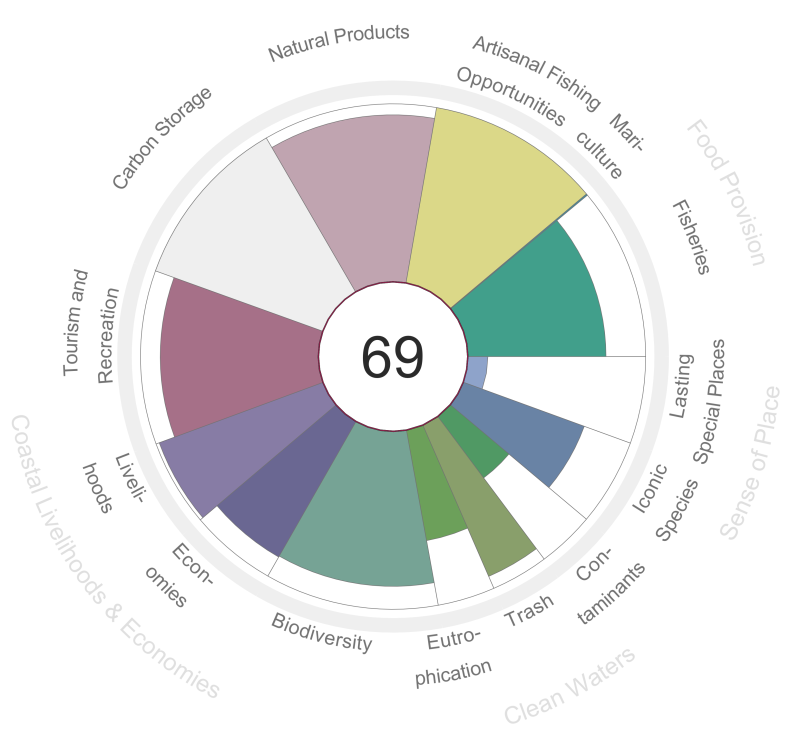 Natural Products
Artisanal Fishing
Opportunities
Mari-
culture
Food Provision
Fisheries
Carbon Storage
Tourism and
Recreation
69
Lasting
Special Places
Iconic
Species
Sense of Place
Liveli-
hoods
Coastal Livelihoods & Economies
Econ-
omies
Biodiversity
Eutro-
phication
Trash
Con-
taminants
Clean Waters